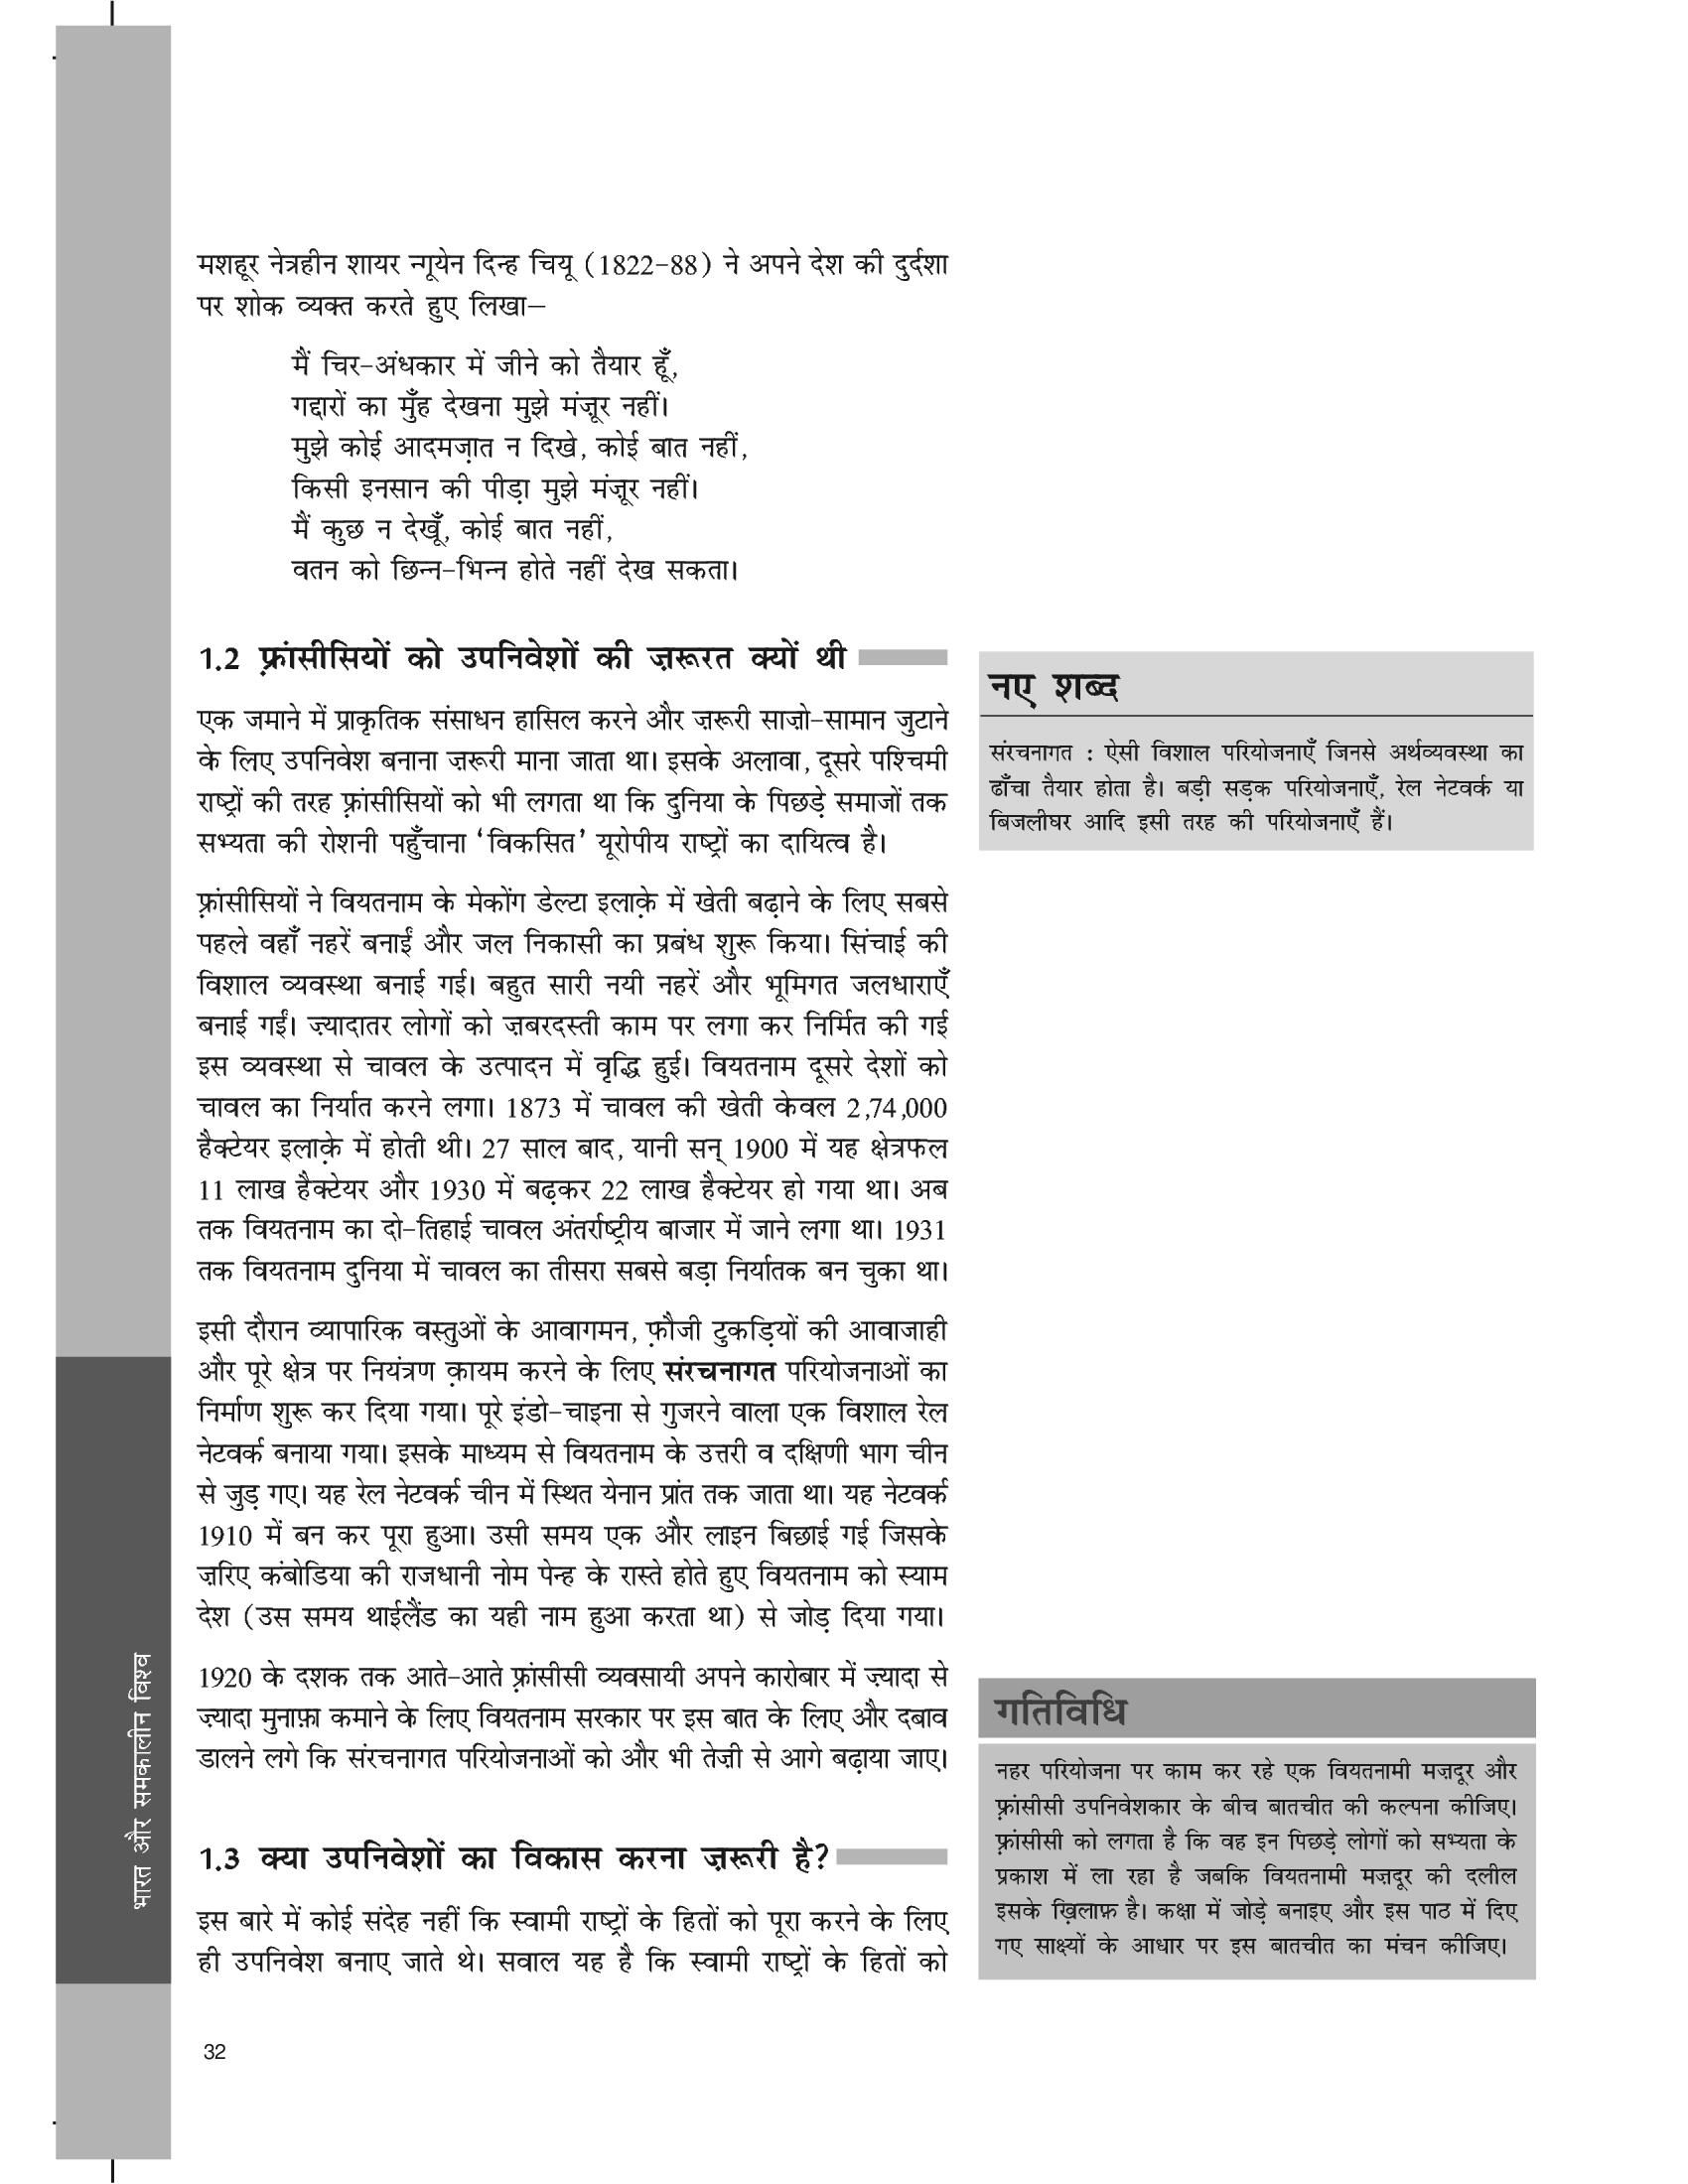 मशहूर नेत्रहीन शायर न्गूयेन दिन्ह चियू (1822-88) ने अपने देश की दुर्दशा
पर शोक व्यक्त करते हुए लिखा–
मैं चिर-अंधकार में जीने को तैयार हूँ,
गद्दारों का मुँह देखना मुझे मंज़ूर नहीं।
मुझे कोई आदमज़ात न दिखे, कोई बात नहीं,
किसी इनसान की पीड़ा मुझे मंज़ूर नहीं।
मैं कुछ न देखूँ, कोई बात नहीं,
वतन को छिन्न-भिन्न होते नहीं देख सकता।
1.2 फ़्रांसीसियों को उपनिवेशों की ज़रूरत क्यों थी
एक जमाने में प्राकृतिक संसाधन हासिल करने और ज़रूरी साज़ो-सामान जुटाने
के लिए उपनिवेश बनाना ज़रूरी माना जाता था। इसके अलावा, दूसरे पश्चिमी
राष्ट्रों की तरह फ़्रांसीसियों को भी लगता था कि दुनिया के पिछड़े समाजों तक
सभ्यता की रोशनी पहुँचाना ‘विकसित’ यूरोपीय राष्ट्रों का दायित्व है।
फ़्रांसीसियों ने वियतनाम के मेकोंग डेल्टा इलाक़े में खेती बढ़ाने के लिए सबसे
पहले वहाँ नहरें बनाईं और जल निकासी का प्रबंध शुरू किया। सिंचाई की
विशाल व्यवस्था बनाई गई। बहुत सारी नयी नहरें और भूमिगत जलधाराएँ
बनाई गईं। ज़्यादातर लोगों को ज़बरदस्ती काम पर लगा कर निर्मित की गई
इस व्यवस्था से चावल के उत्पादन में वृद्धि हुई। वियतनाम दूसरे देशों को
चावल का निर्यात करने लगा। 1873 में चावल की खेती केवल 2,74,000
हैक्टेयर इलाक़े में होती थी। 27 साल बाद, यानी सन् 1900 में यह क्षेत्रफल
11 लाख हैक्टेयर और 1930 में बढ़कर 22 लाख हैक्टेयर हो गया था। अब
तक वियतनाम का दो-तिहाई चावल अंतर्राष्ट्रीय बाजार में जाने लगा था। 1931
तक वियतनाम दुनिया में चावल का तीसरा सबसे बड़ा निर्यातक बन चुका था।
इसी दौरान व्यापारिक वस्तुओं के आवागमन, फ़ौजी टुकड़ियों की आवाजाही
और पूरे क्षेत्र पर नियंत्रण क़ायम करने के लिए संरचनागत परियोजनाओं का
निर्माण शुरू कर दिया गया। पूरे इंडो-चाइना से गुजरने वाला एक विशाल रेल
नेटवर्क बनाया गया। इसके माध्यम से वियतनाम के उत्तरी व दक्षिणी भाग चीन
से जुड़ गए। यह रेल नेटवर्क चीन में स्थित येनान प्रांत तक जाता था। यह नेटवर्क
1910 में बन कर पूरा हुआ। उसी समय एक और लाइन बिछाई गई जिसके
ज़रिए कंबोडिया की राजधानी नोम पेन्ह के रास्ते होते हुए वियतनाम को स्याम
देश (उस समय थाईलैंड का यही नाम हुआ करता था) से जोड़ दिया गया।
1920 के दशक तक आते-आते फ़्रांसीसी व्यवसायी अपने कारोबार में ज़्यादा से
ज़्यादा मुनाफ़ा कमाने के लिए वियतनाम सरकार पर इस बात के लिए और दबाव
डालने लगे कि संरचनागत परियोजनाओं को और भी तेज़ी से आगे बढ़ाया जाए।
1.3 क्या उपनिवेशों का विकास करना ज़रूरी है?
इस बारे में कोई संदेह नहीं कि स्वामी राष्ट्रों के हितों को पूरा करने के लिए
ही उपनिवेश बनाए जाते थे। सवाल यह है कि स्वामी राष्ट्रों के हितों को
नए शब्द
संरचनागत : ऐसी विशाल परियोजनाएँ जिनसे अर्थव्यवस्था का
ढाँचा तैयार होता है। बड़ी सड़क परियोजनाएँ, रेल नेटवर्क या
बिजलीघर आदि इसी तरह की परियोजनाएँ हैं।
गतिविधि
नहर परियोजना पर काम कर रहे एक वियतनामी मज़दूर और
फ़्रांसीसी उपनिवेशकार के बीच बातचीत की कल्पना कीजिए।
फ़्रांसीसी को लगता है कि वह इन पिछड़े लोगों को सभ्यता के
प्रकाश में ला रहा है जबकि वियतनामी मज़दूर की दलील
इसके ख़िलाफ़ है। कक्षा में जोड़े बनाइए और इस पाठ में दिए
गए साक्ष्यों के आधार पर इस बातचीत का मंचन कीजिए।
भारत और समकालीन विश्व
32